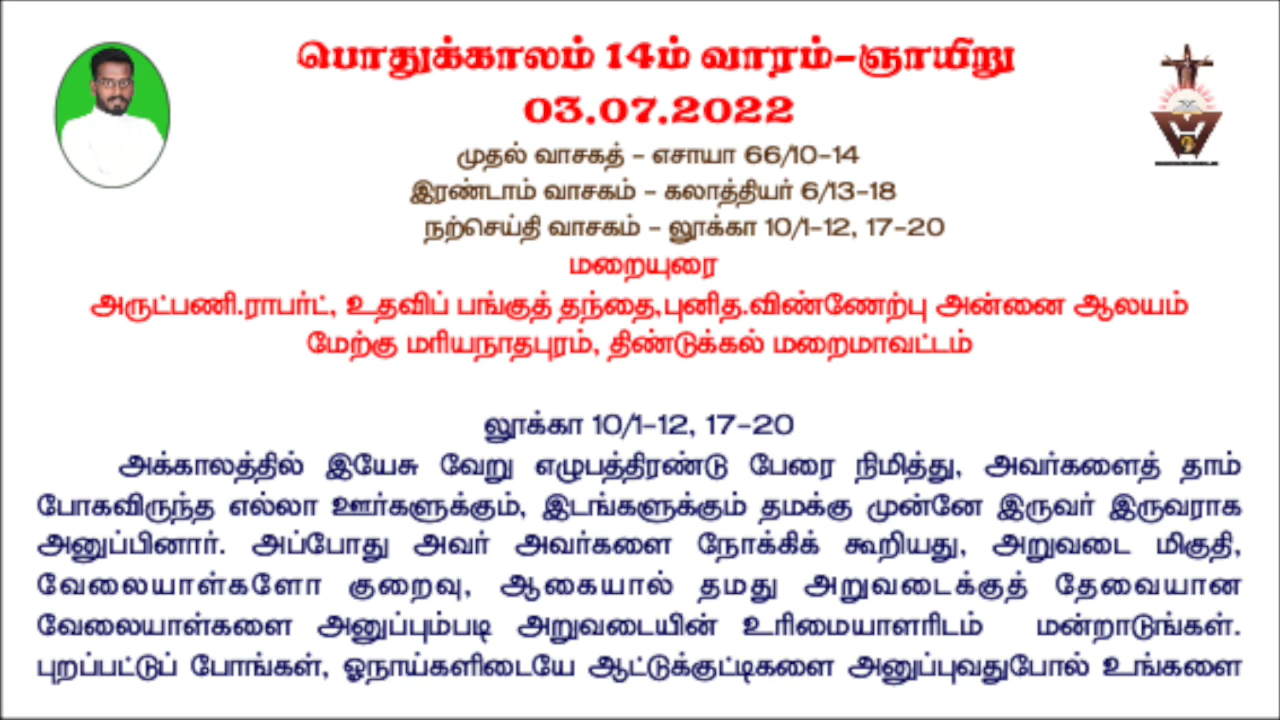 பொதுக்காலம் 14ம் வாரம்-ஞாயிறு
03.07.2022
முதல் வாசகத் - எசாயா 66/10-14
இரண்டாம் வாசகம் - கலாத்தியர் 6/13-18
நற்செய்தி வாசகம் - லூக்கா 10/1-12, 17-20
மறையுரை
அருட்பணி.ராபர்ட், உதவிப் பங்குத் தந்தை,புனித.விண்ணேற்பு அன்னை ஆலயம்
மேற்கு மரியநாதபுரம், திண்டுக்கல் மறைமாவட்டம்
லூக்கா 10/1-12, 17-20
அக்காலத்தில் இயேசு வேறு எழுபத்திரண்டு பேரை நிமித்து, அவர்களைத் தாம்
போகவிருந்த எல்லா ஊர்களுக்கும், இடங்களுக்கும் தமக்கு முன்னே இருவர் இருவராக
அனுப்பினார். அப்போது அவர் அவர்களை நோக்கிக் கூறியது, அறுவடை மிகுதி,
வேலையாள்களோ குறைவு, ஆகையால் தமது அறுவடைக்குத் தேவையான
வேலையாள்களை அனுப்பும்படி அறுவடையின் உரிமையாளரிடம் மன்றாடுங்கள்.
புறப்பட்டுப் போங்கள், ஓநாய்களிடையே ஆட்டுக்குட்டிகளை அனுப்புவதுபோல் உங்களை